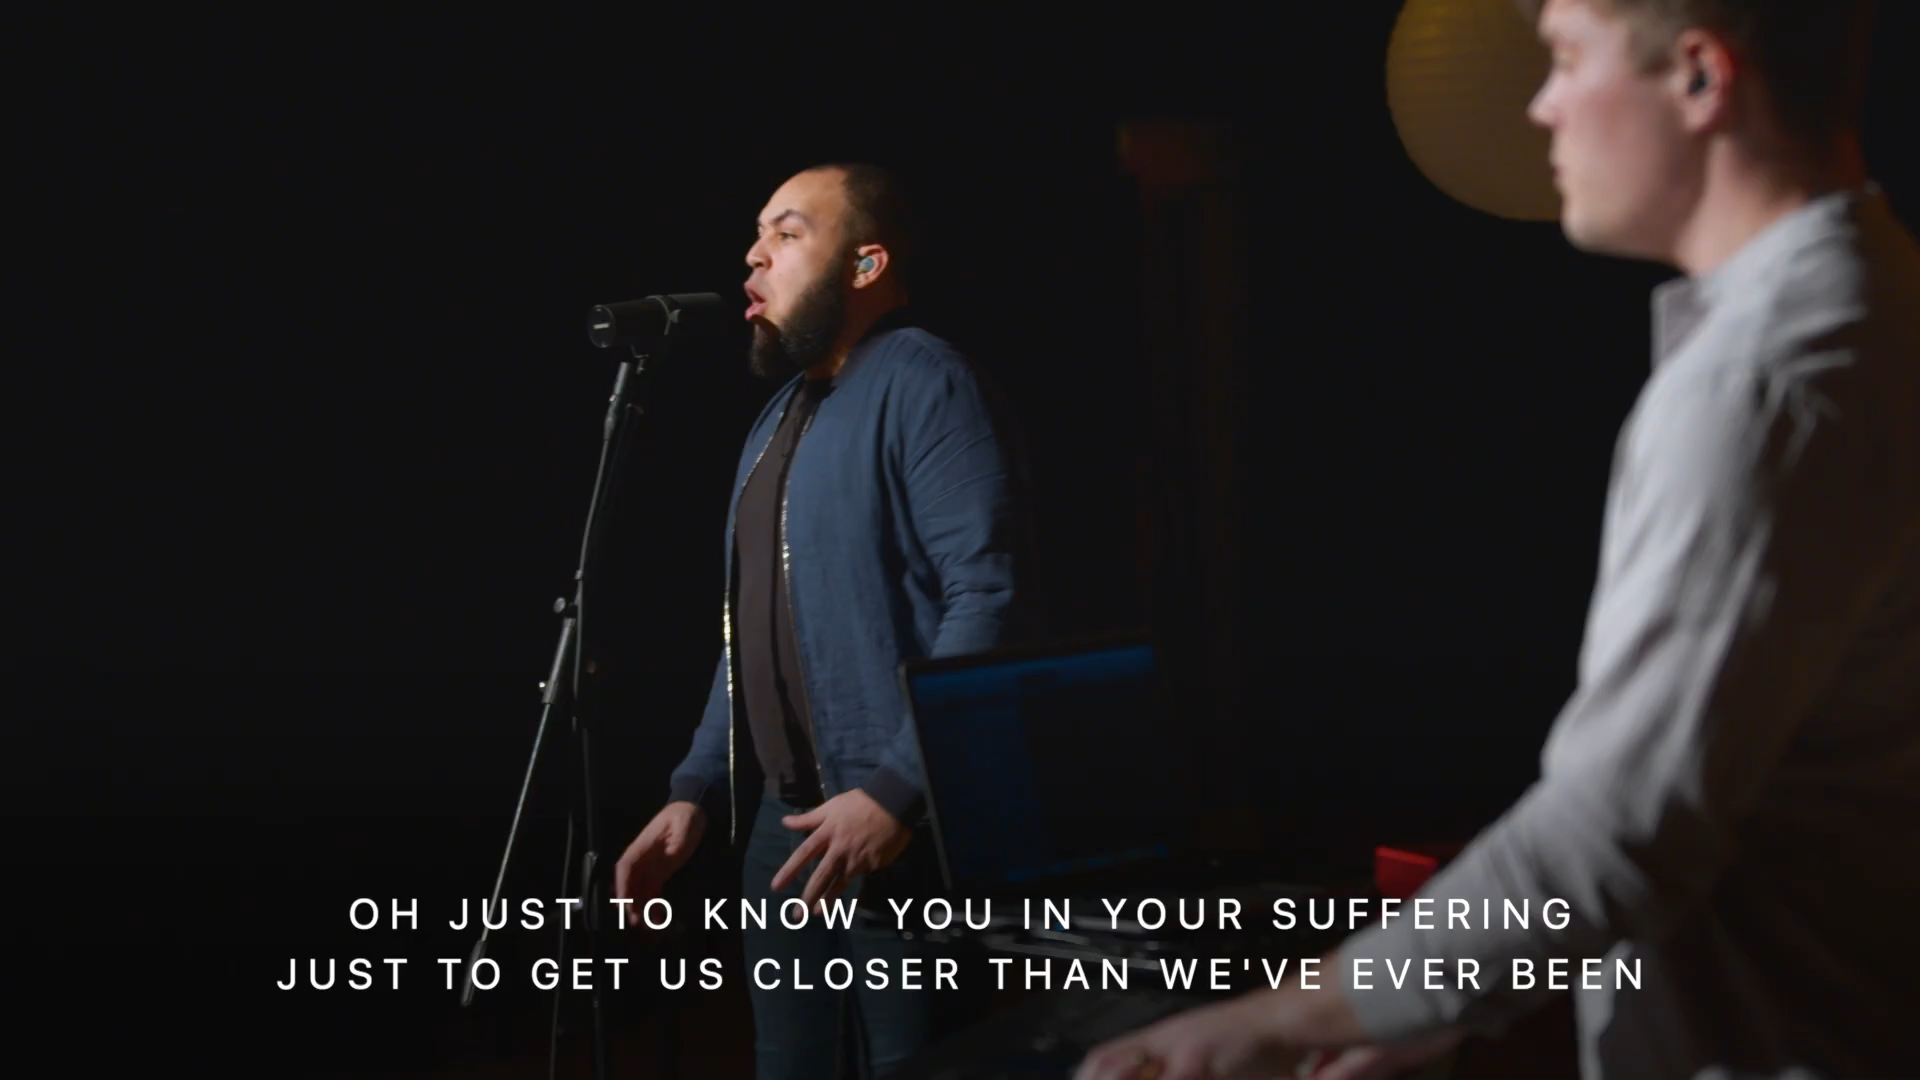 OH JUST TO KNOW YOU IN YOUR SUFFERING
JUST TO GET US CLOSER THAN WE'VE EVER BEEN